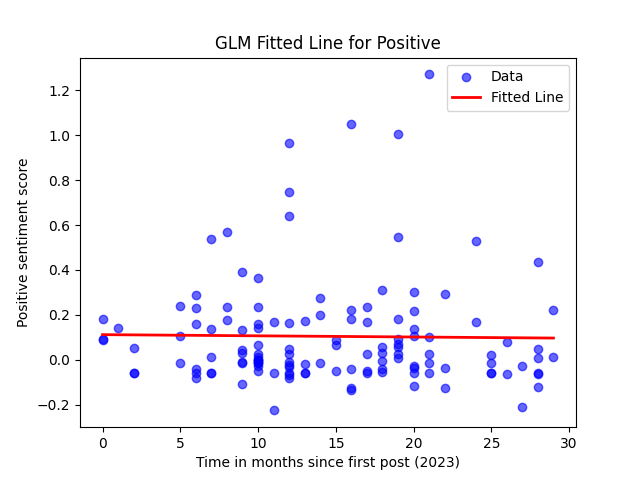 GLM Fitted Line for Positive
Data
Fitted Line
1.2
1.0
0.8
0.6
0.4
0.2
0.0
−0.2
Positive sentiment score
0 5 10 15 20 25 30
Time in months since first post (2023)